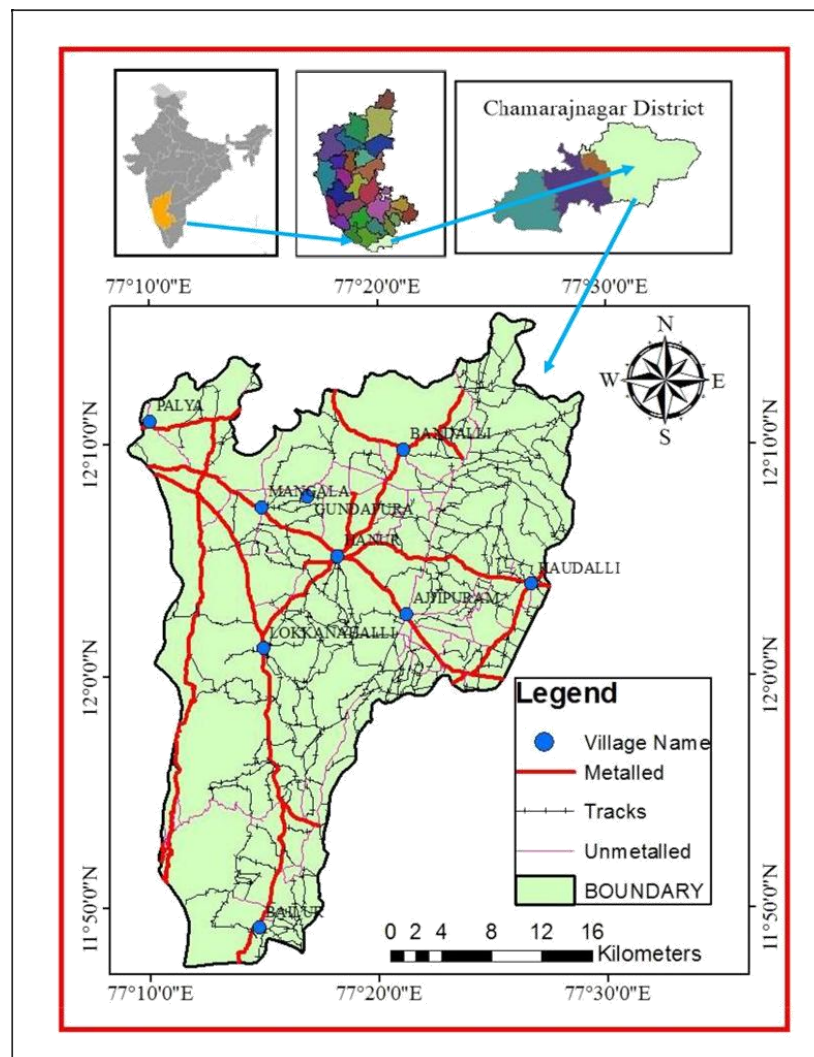 Chamarajnagar District
77°10'0"E 77°20'0"E 77°30'0"E
N
W E
S
PALYA
12°10'0"N 12°10'0"N
BANDALLI
MANGALA
GUNDAPURA
HANUR
KAUDALLI
AJJIPURAM
LOKKANAHALLI
12°0'0"N 12°0'0"N
Legend
Village Name
Metalled
Tracks
Unmetalled
BOUNDARY
BAILUR
11°50'0"N 11°50'0"N
0 2 4 8 12 16
Kilometers
77°10'0"E 77°20'0"E 77°30'0"E